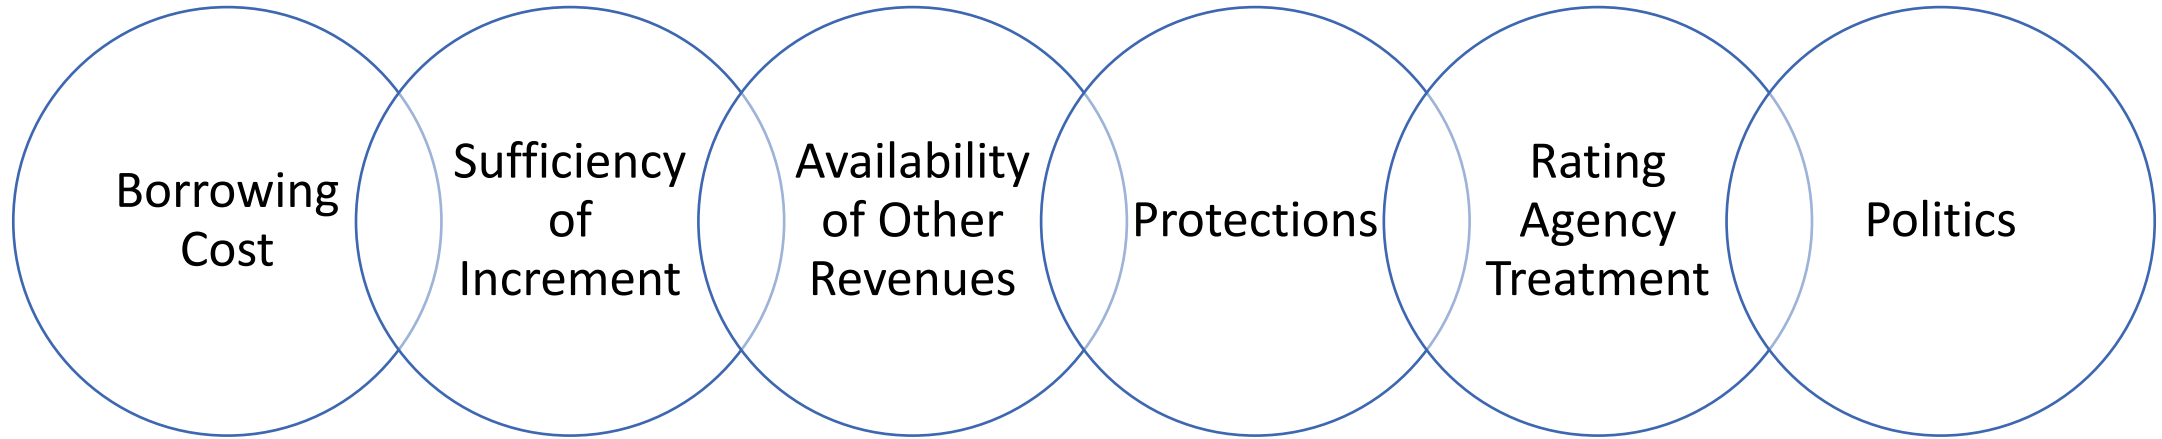 Borrowing
Cost
Sufficiency
of
Increment
Availability
of Other
Revenues
Protections
Rating
Agency
Treatment
Politics